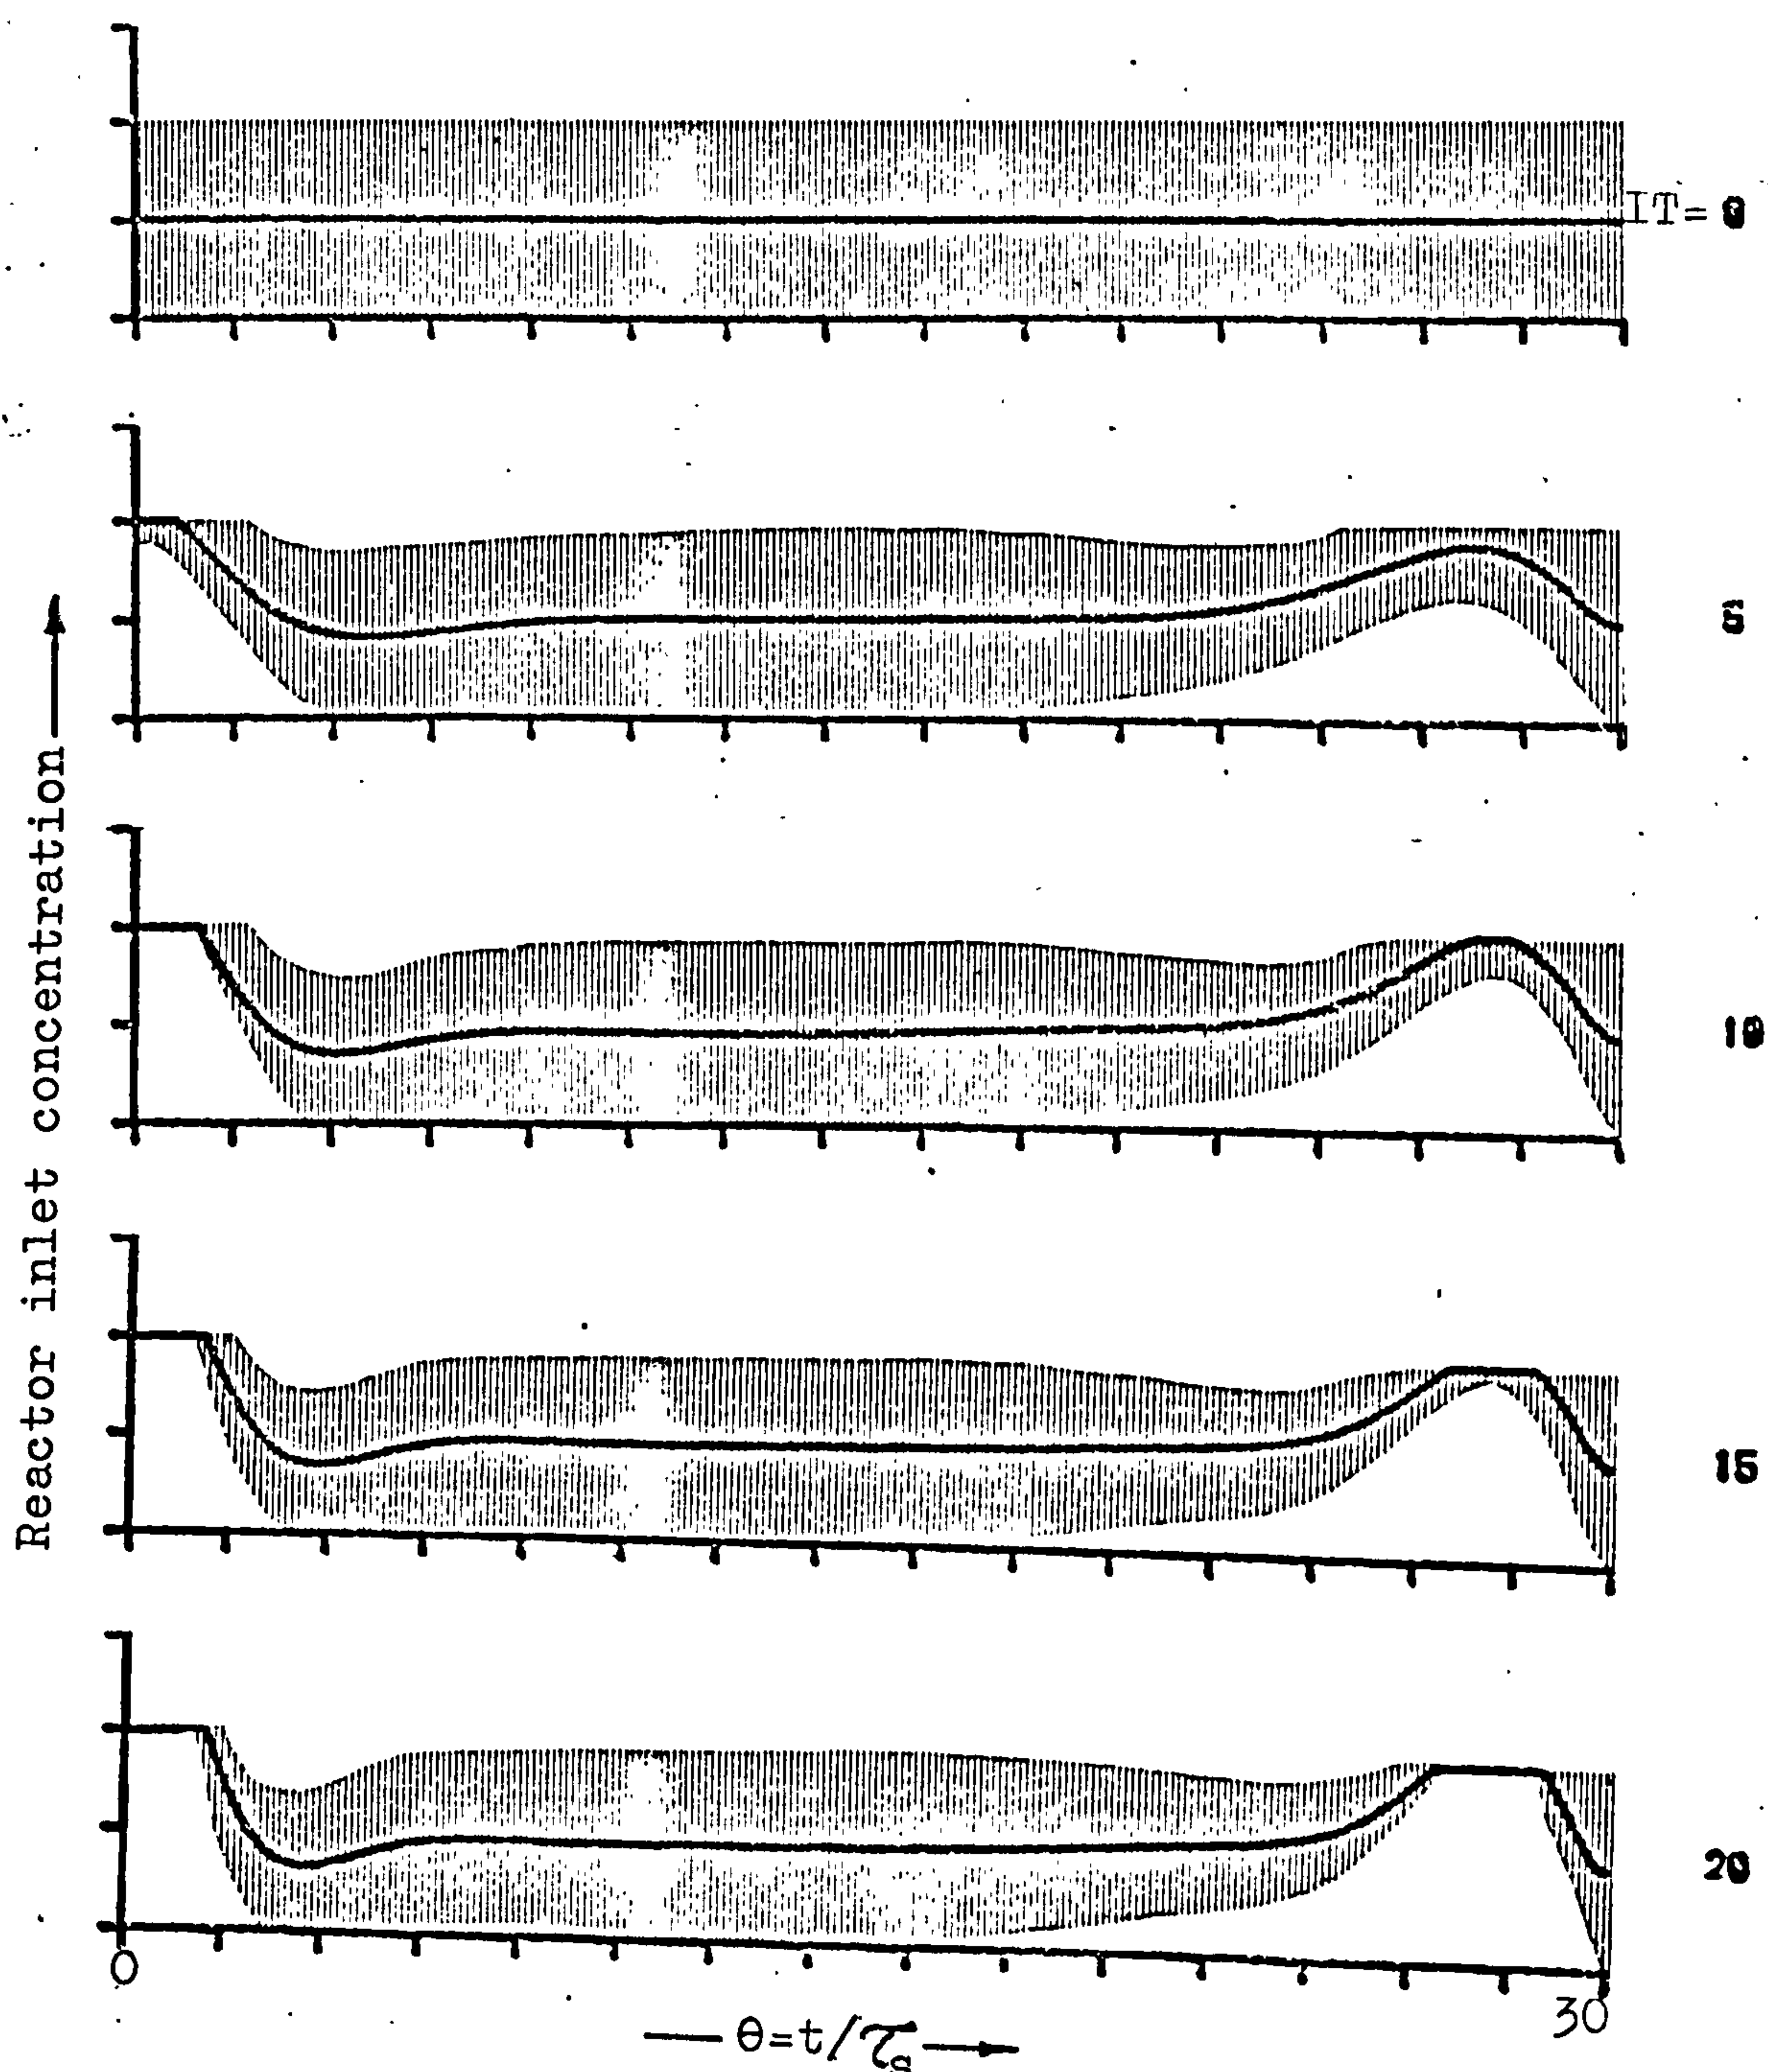 IT= 0
5
10
15
20
Reactor inlet concentration
0
30
θ=t/τs